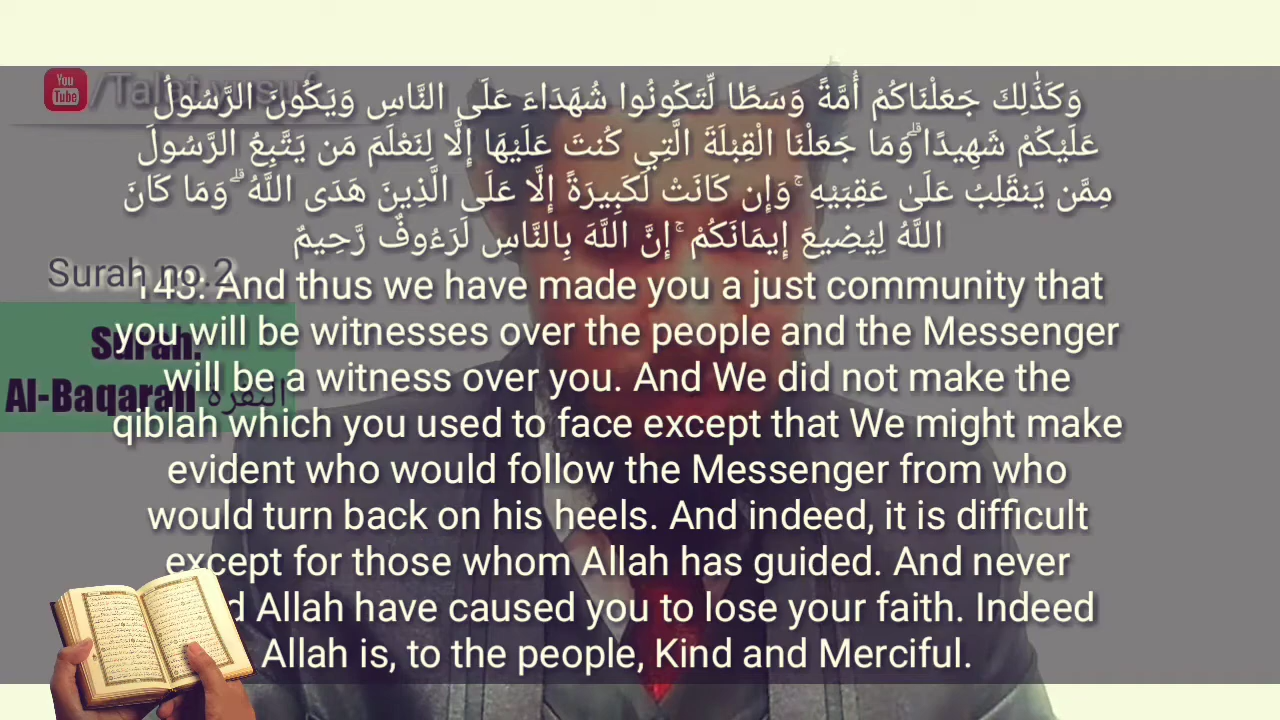 You
Tube
/Talat yusuf
وَكَذَٰلِكَ جَعَلْنَاكُمْ أُمَّةً وَسَطًا لِّتَكُونُوا شُهَدَاءَ عَلَى النَّاسِ وَيَكُونَ الرَّسُولُ
عَلَيْكُمْ شَهِيدًا ۗ وَمَا جَعَلْنَا الْقِبْلَةَ الَّتِي كُنتَ عَلَيْهَا إِلَّا لِنَعْلَمَ مَن يَتَّبِعُ الرَّسُولَ
مِمَّن يَنقَلِبُ عَلَىٰ عَقِبَيْهِ ۚ وَإِن كَانَتْ لَكَبِيرَةً إِلَّا عَلَى الَّذِينَ هَدَى اللَّهُ ۗ وَمَا كَانَ
اللَّهُ لِيُضِيعَ إِيمَانَكُمْ ۚ إِنَّ اللَّهَ بِالنَّاسِ لَرَءُوفٌ رَّحِيمٌ
Surah no.2
143: And thus we have made you a just community that
Surah:
you will be witnesses over the people and the Messenger
Al-Baqarah البقرة
will be a witness over you. And We did not make the
qiblah which you used to face except that We might make
evident who would follow the Messenger from who
would turn back on his heels. And indeed, it is difficult
except for those whom Allah has guided. And never
Allah have caused you to lose your faith. Indeed
Allah is, to the people, Kind and Merciful.